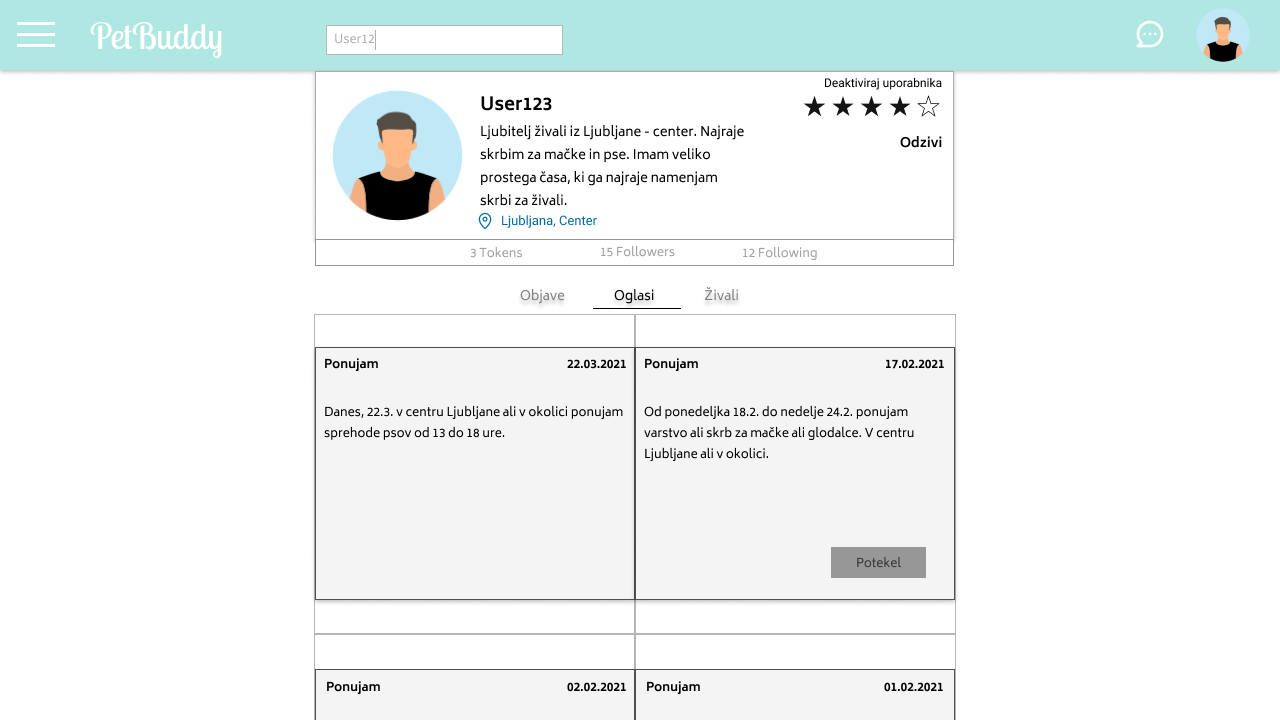 PetBuddy
User12
Deaktiviraj uporabnika
User123
Ljubitelj živali iz Ljubljane - center. Najraje
skrbim za mačke in pse. Imam veliko
prostega časa, ki ga najraje namenjam
skrbi za živali.
Odzivi
Ljubljana, Center
3 Tokens
15 Followers
12 Following
Objave
Oglasi
Živali
Ponujam
22.03.2021
Danes, 22.3. v centru Ljubljane ali v okolici ponujam
sprehode psov od 13 do 18 ure.
Ponujam
17.02.2021
Od ponedeljka 18.2. do nedelje 24.2. ponujam
varstvo ali skrb za mačke ali glodalce. V centru
Ljubljane ali v okolici.
Potekel
Ponujam
02.02.2021
Ponujam
01.02.2021